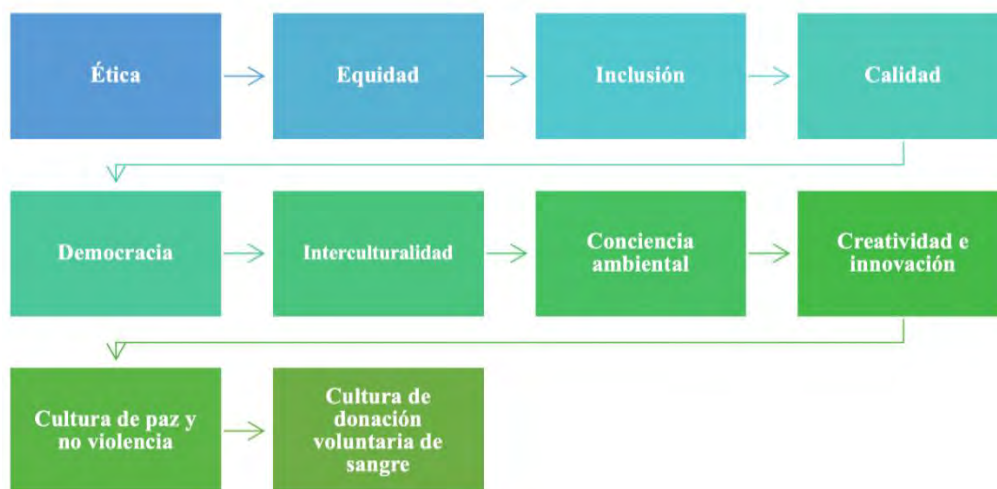 Ética
Equidad
Inclusión
Calidad
Democracia
Interculturalidad
Conciencia
ambiental
Creatividad e
innovación
Cultura de paz y
no violencia
Cultura de
donación
voluntaria de
sangre